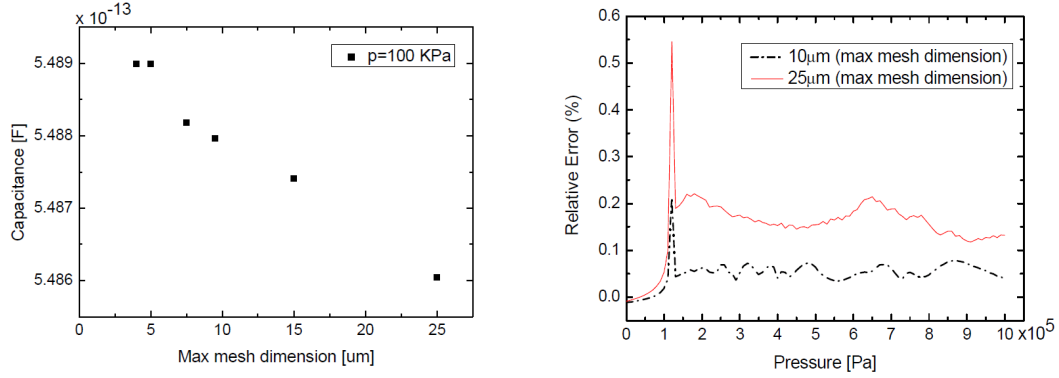 x 10⁻¹³
5.489
5.488
5.487
5.486
Capacitance [F]
p=100 KPa
0 5 10 15 20 25
Max mesh dimension [um]
0.6
0.5
0.4
0.3
0.2
0.1
0.0
Relative Error (%)
10μm (max mesh dimension)
25μm (max mesh dimension)
0 1 2 3 4 5 6 7 8 9 10 x10⁵
Pressure [Pa]